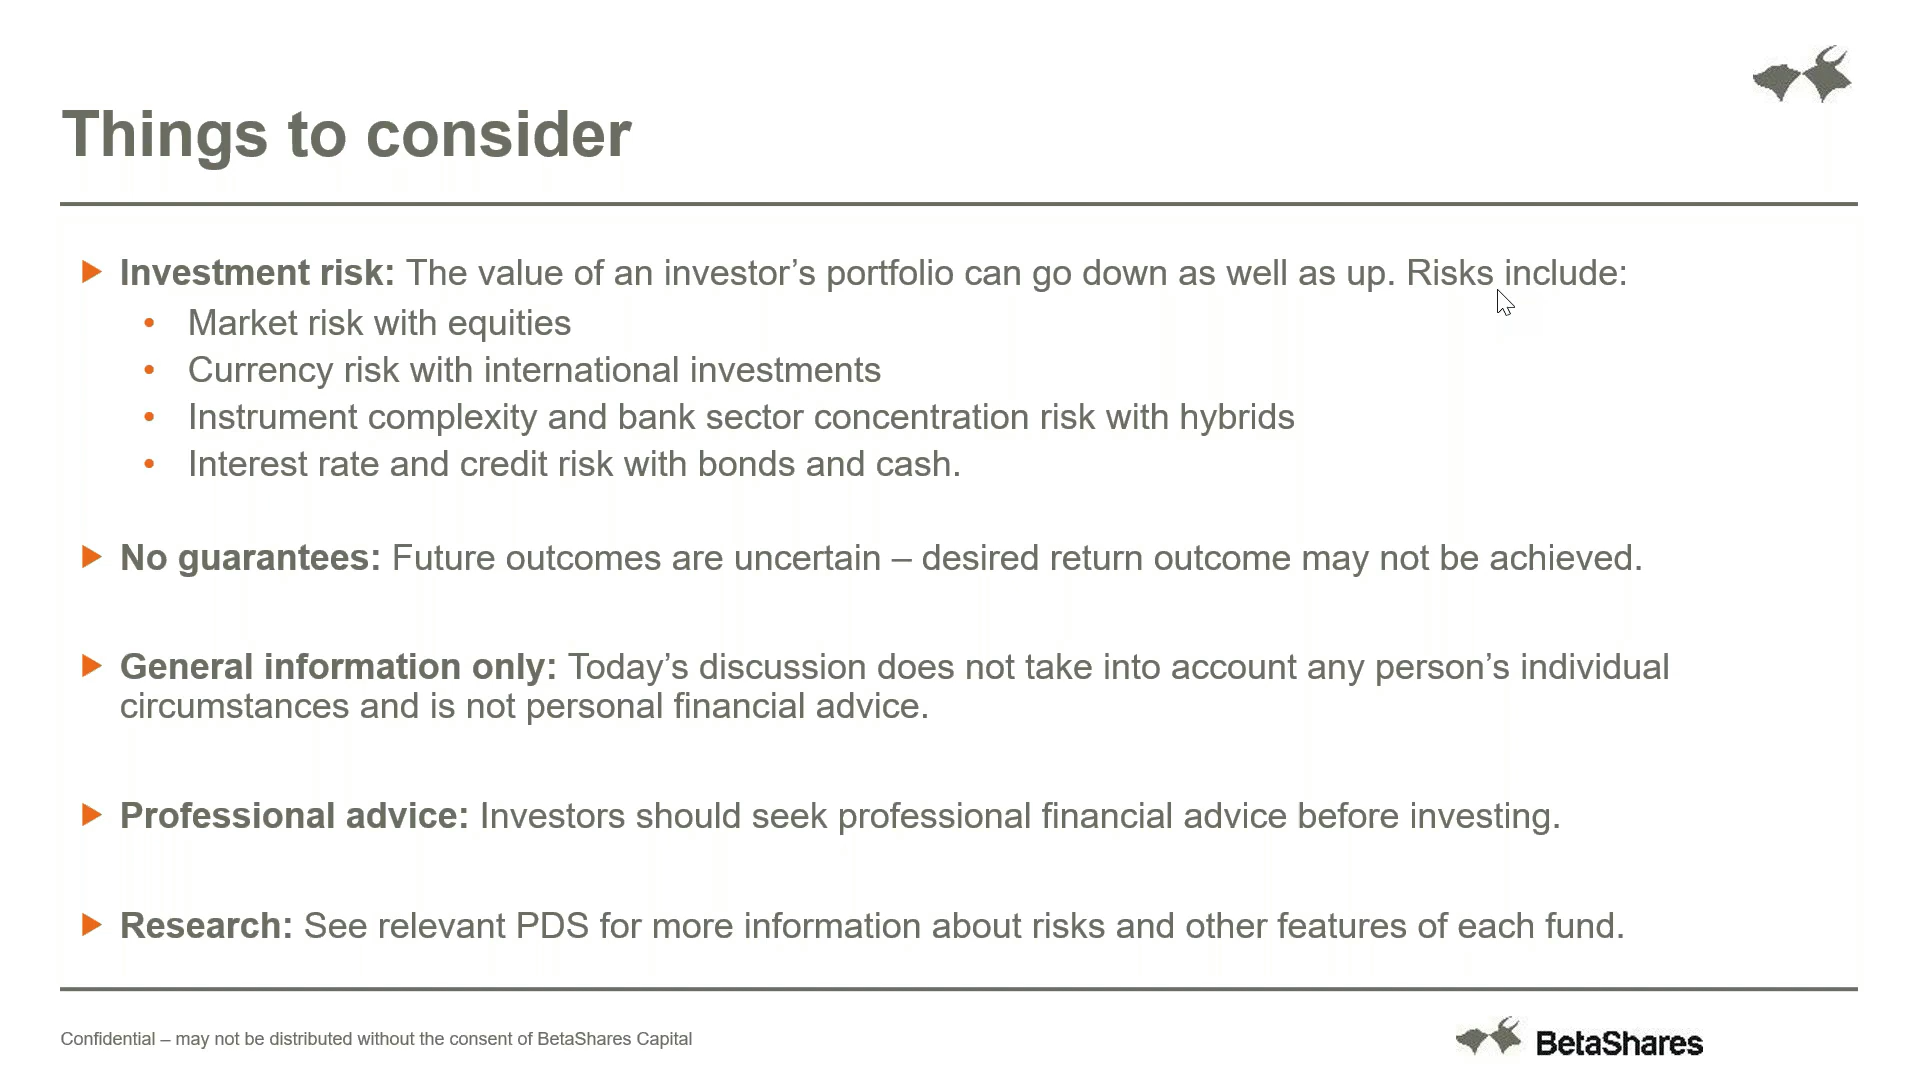 Things to consider
Investment risk: The value of an investor’s portfolio can go down as well as up. Risks include:
• Market risk with equities
• Currency risk with international investments
• Instrument complexity and bank sector concentration risk with hybrids
• Interest rate and credit risk with bonds and cash.
No guarantees: Future outcomes are uncertain – desired return outcome may not be achieved.
General information only: Today’s discussion does not take into account any person’s individual
circumstances and is not personal financial advice.
Professional advice: Investors should seek professional financial advice before investing.
Research: See relevant PDS for more information about risks and other features of each fund.
Confidential – may not be distributed without the consent of BetaShares Capital
BetaShares